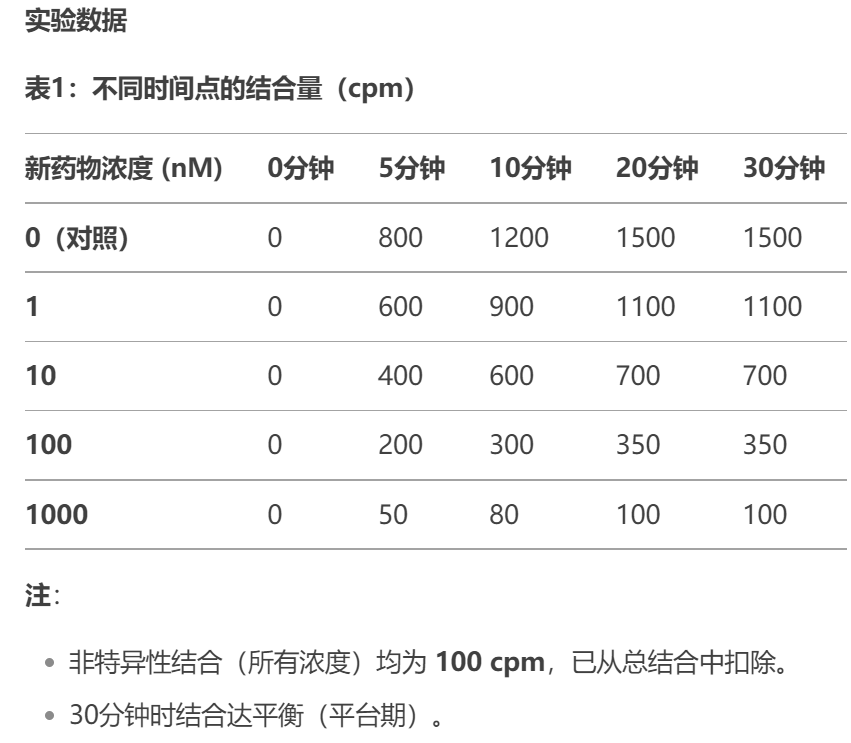 实验数据
表1：不同时间点的结合量（cpm）
新药物浓度 (nM) 0分钟 5分钟 10分钟 20分钟 30分钟
0（对照） 0 800 1200 1500 1500
1 0 600 900 1100 1100
10 0 400 600 700 700
100 0 200 300 350 350
1000 0 50 80 100 100
注：
• 非特异性结合（所有浓度）均为 100 cpm，已从总结合中扣除。
• 30分钟时结合达平衡（平台期）。